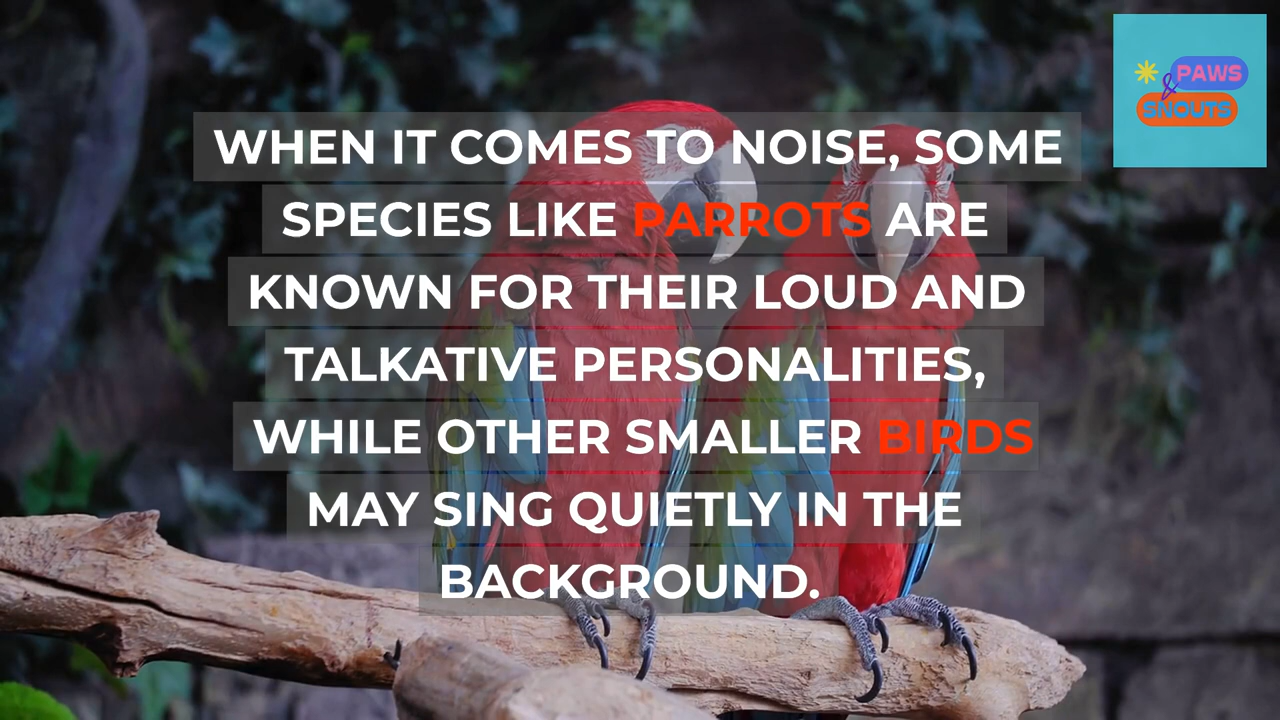 PAWS
&
SNOUTS
WHEN IT COMES TO NOISE, SOME
SPECIES LIKE PARROTS ARE
KNOWN FOR THEIR LOUD AND
TALKATIVE PERSONALITIES,
WHILE OTHER SMALLER BIRDS
MAY SING QUIETLY IN THE
BACKGROUND.